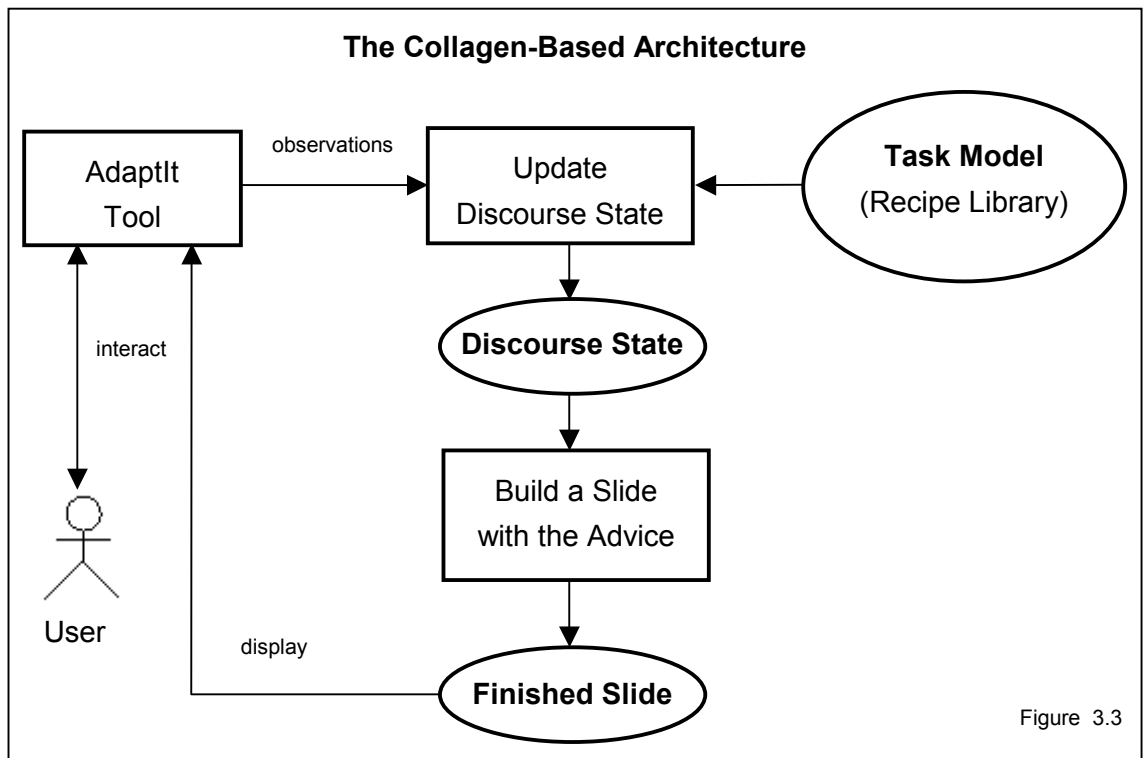 The Collagen-Based Architecture
AdaptIt
Tool
observations
Update
Discourse State
Task Model
(Recipe Library)
Discourse State
interact
Build a Slide
with the Advice
User
display
Finished Slide
Figure 3.3